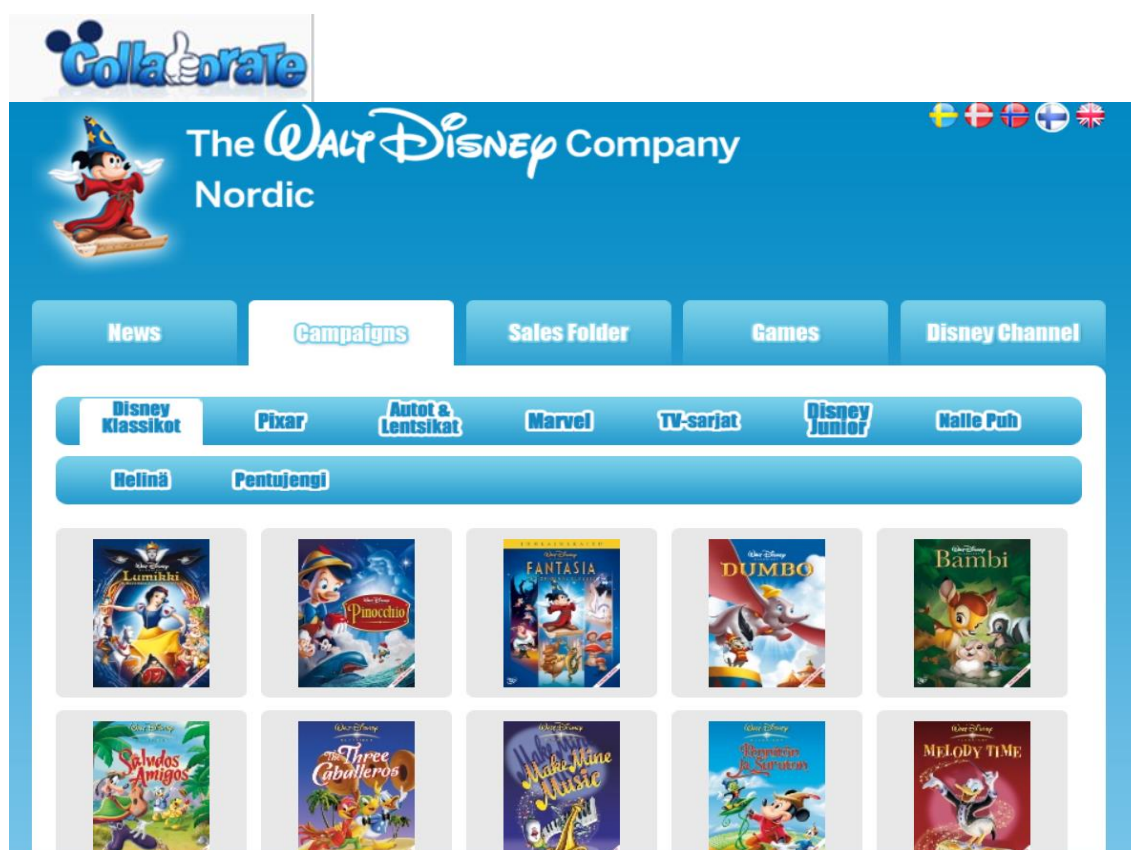 Collaborate
The Walt Disney Company
Nordic
News
Campaigns
Sales Folder
Games
Disney Channel
Disney
Klassikot
Pixar
Autot &
Lentsikat
Marvel
TV-sarjat
Disney
Junior
Nalle Puh
Helinä
Pentujengi
Walt Disney
Lumikki
Walt Disney
Pinocchio
Walt Disney
FANTASIA
Walt Disney
DUMBO
Walt Disney
Bambi
Walt Disney
Saludos
Amigos
Walt Disney
The Three
Caballeros
Walt Disney
Make Mine
Music
Walt Disney
Walt Disney
MELODY TIME